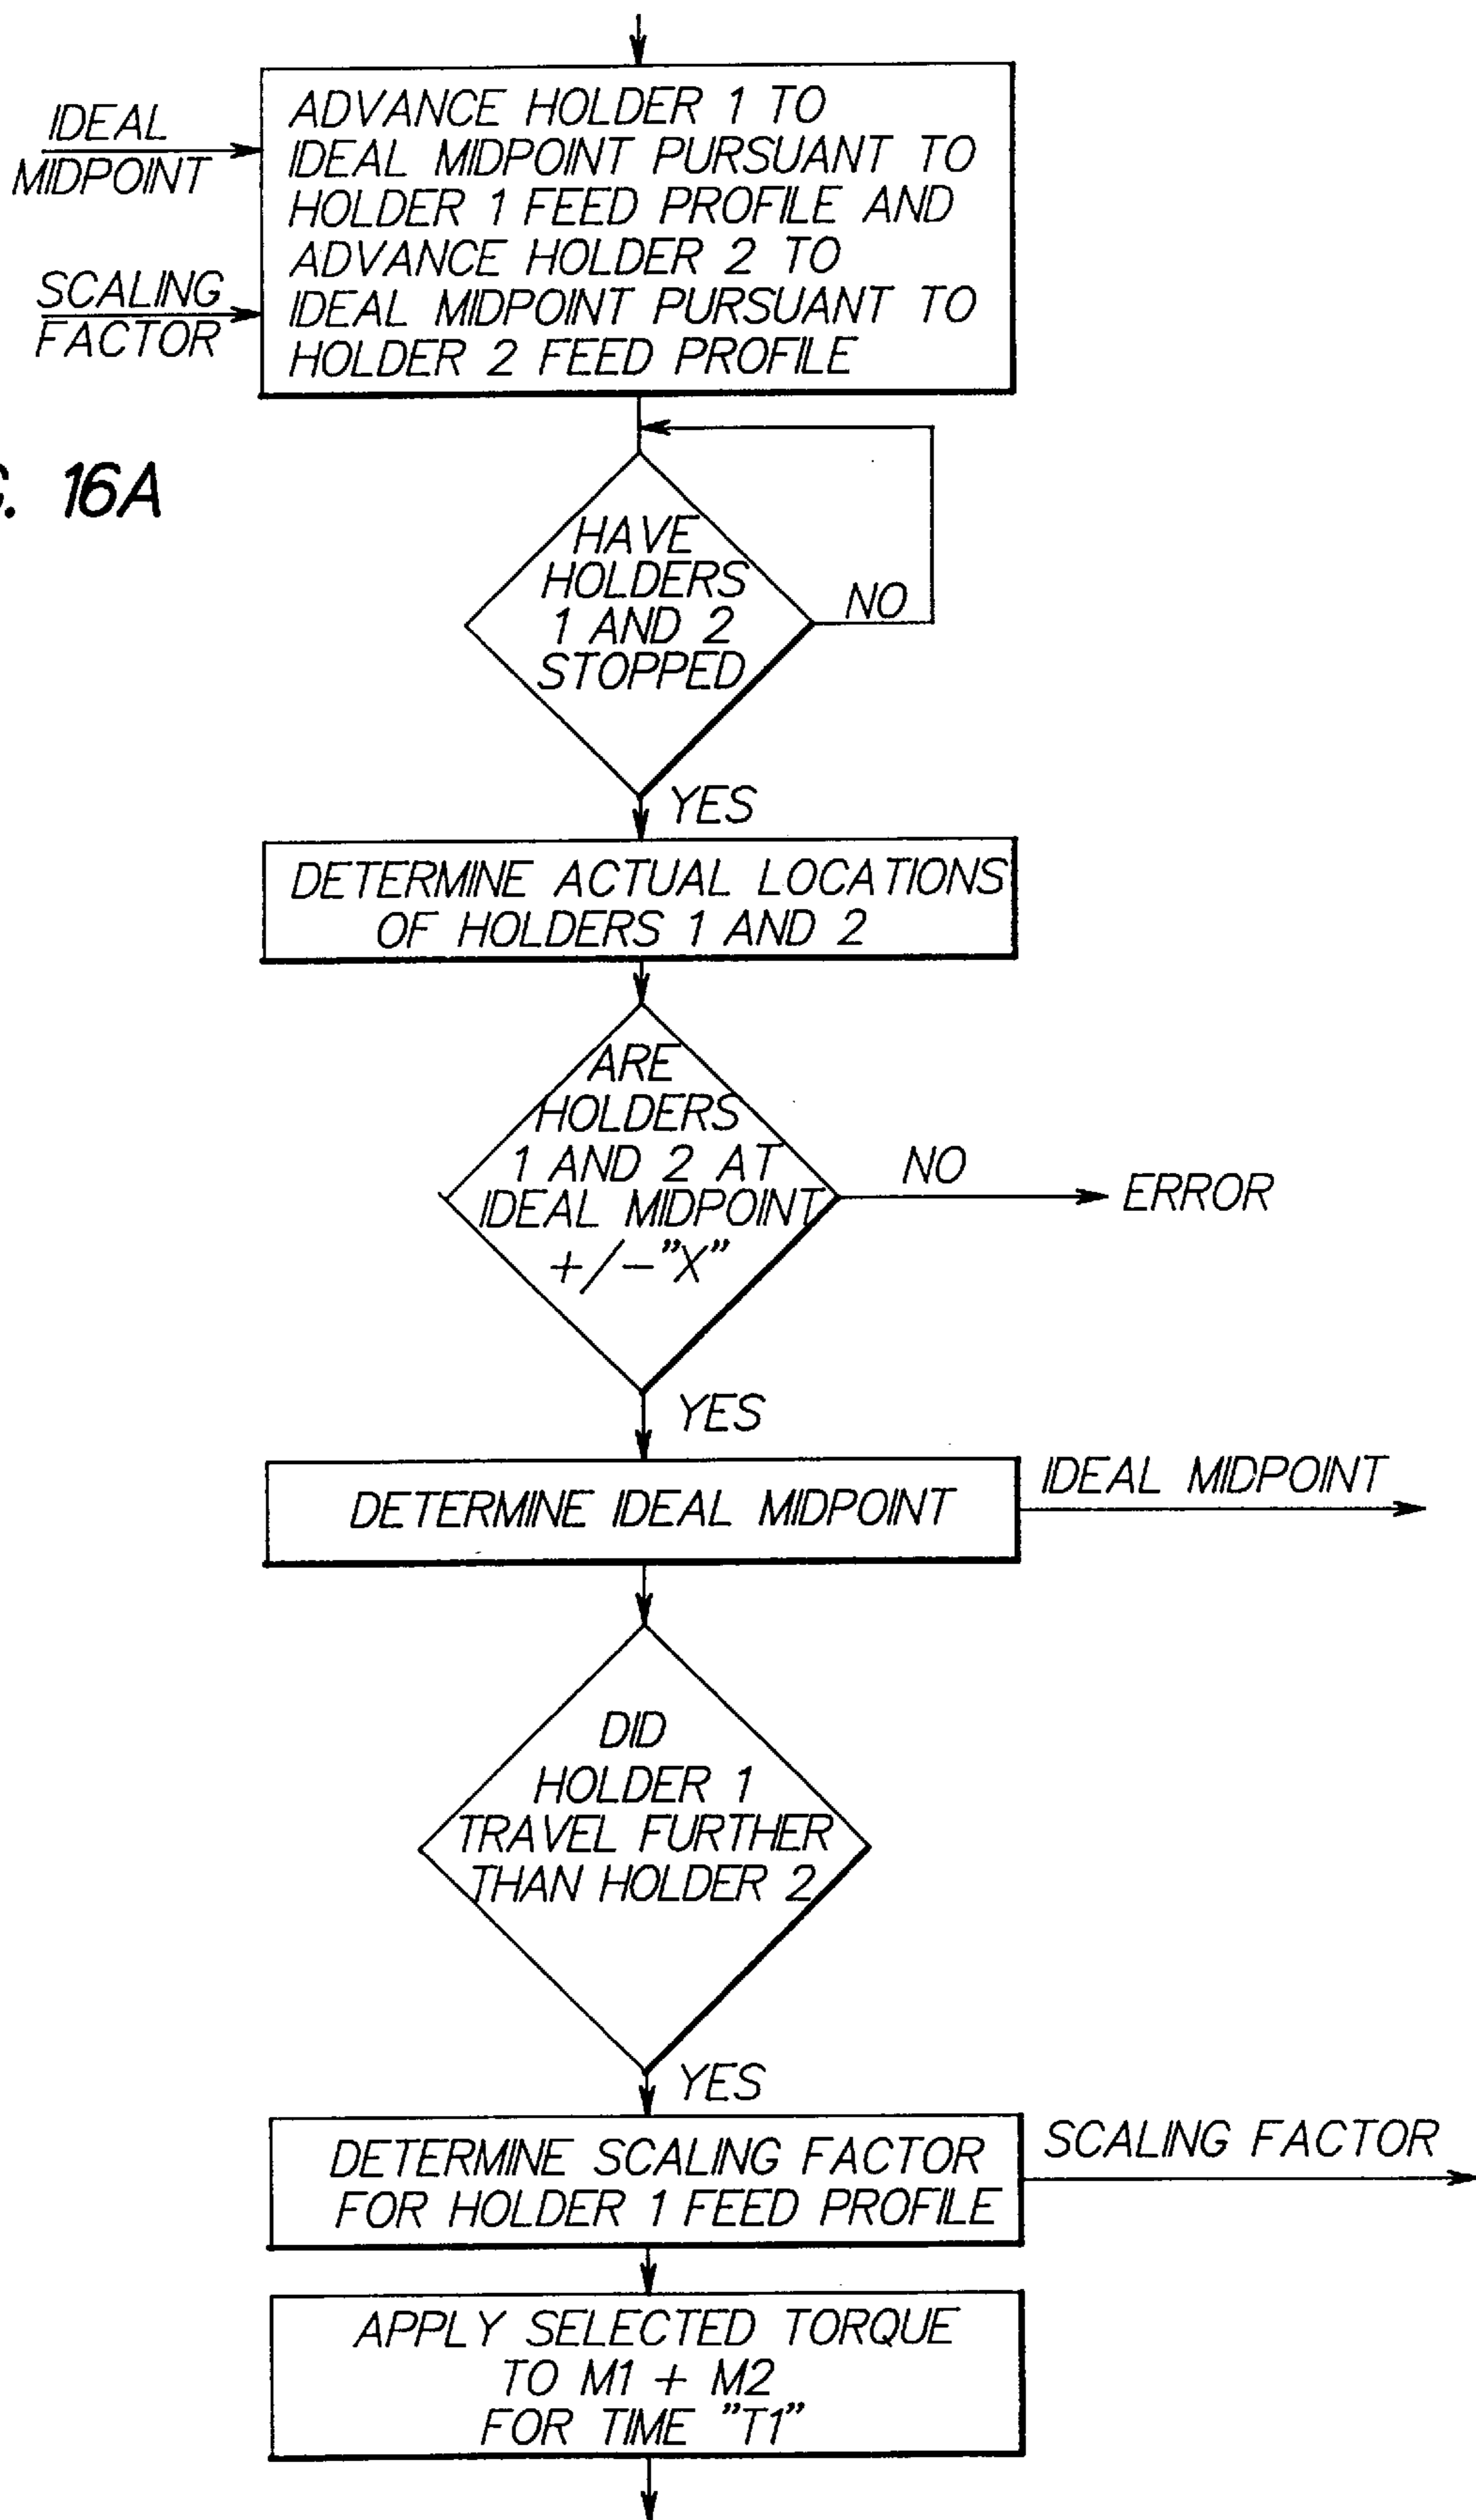 IDEAL
MIDPOINT
SCALING
FACTOR
ADVANCE HOLDER 1 TO
IDEAL MIDPOINT PURSUANT TO
HOLDER 1 FEED PROFILE AND
ADVANCE HOLDER 2 TO
IDEAL MIDPOINT PURSUANT TO
HOLDER 2 FEED PROFILE
16A
HAVE
HOLDERS
1 AND 2
STOPPED
NO
YES
DETERMINE ACTUAL LOCATIONS
OF HOLDERS 1 AND 2
ARE
HOLDERS
1 AND 2 AT
IDEAL MIDPOINT
+/-"X"
NO
ERROR
YES
DETERMINE IDEAL MIDPOINT
IDEAL MIDPOINT
DID
HOLDER 1
TRAVEL FURTHER
THAN HOLDER 2
YES
DETERMINE SCALING FACTOR
FOR HOLDER 1 FEED PROFILE
SCALING FACTOR
APPLY SELECTED TORQUE
TO M1 + M2
FOR TIME "T1"